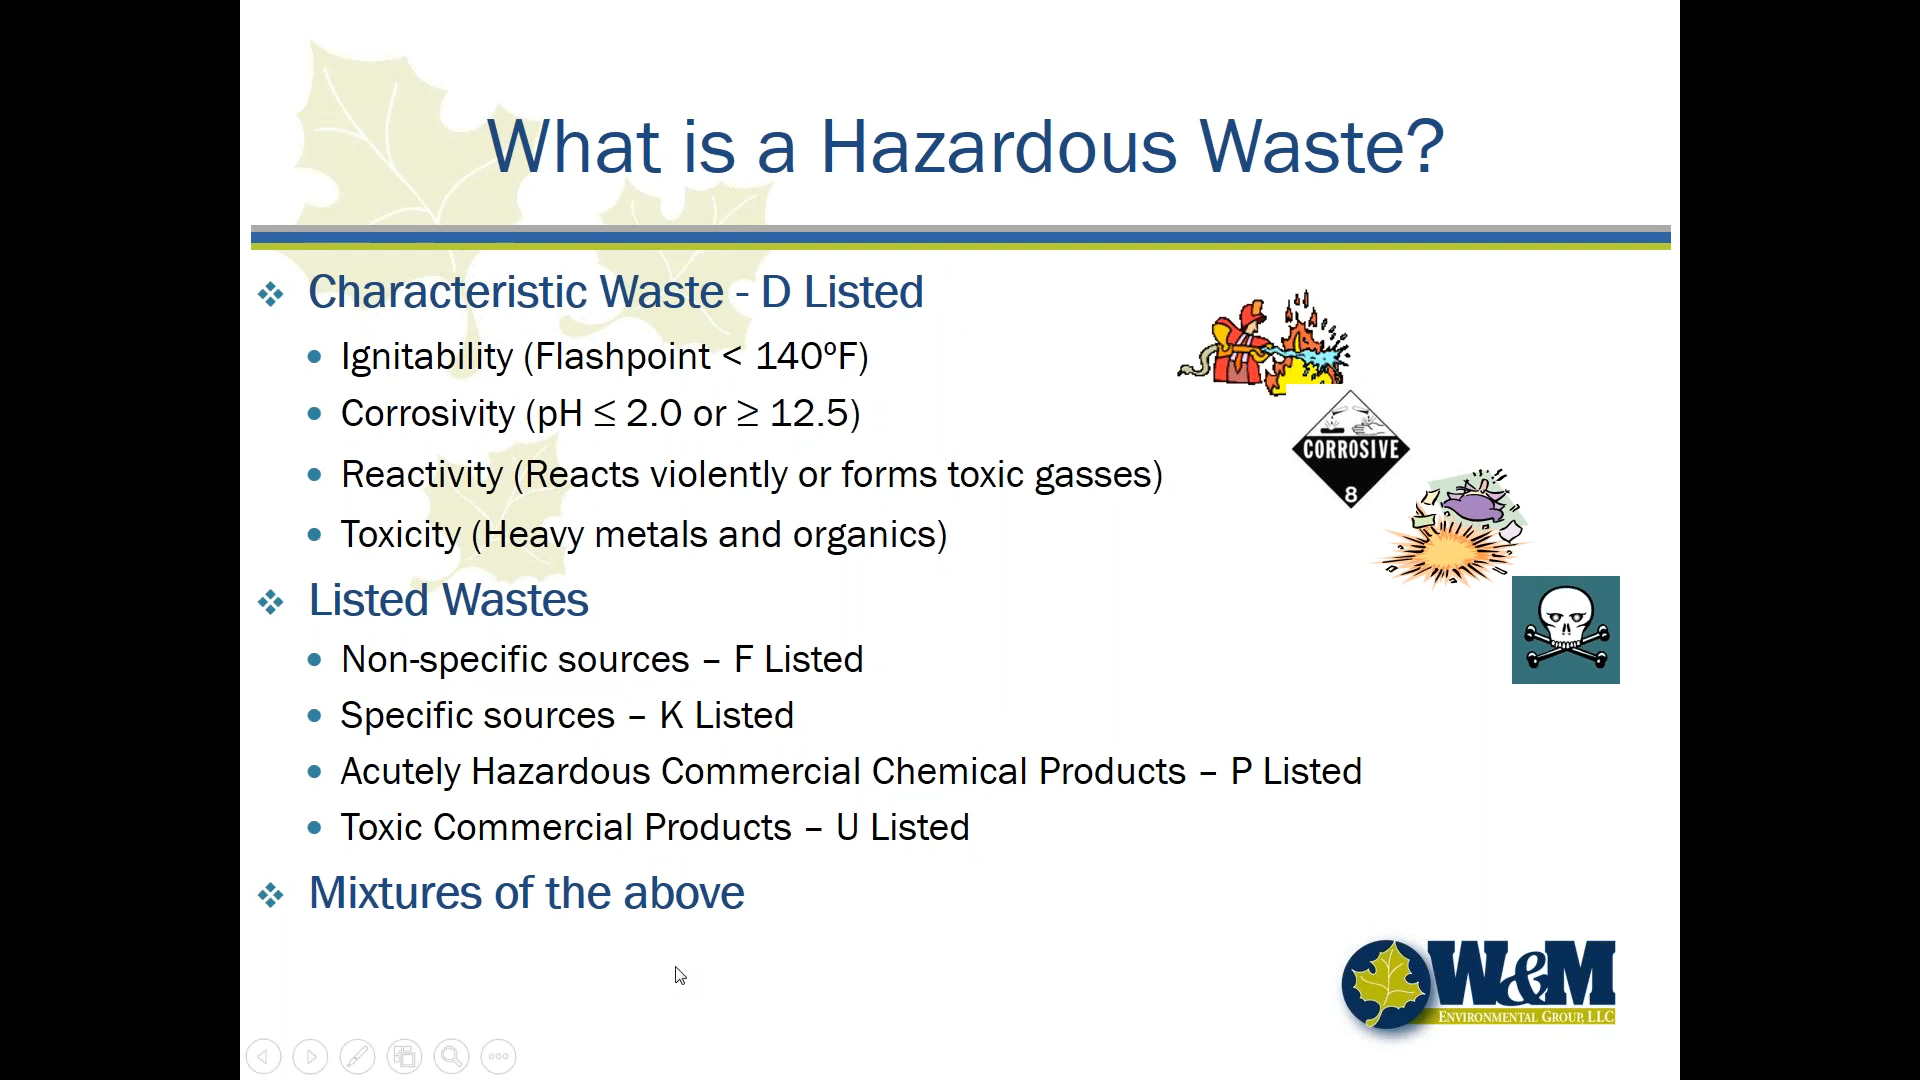 What is a Hazardous Waste?
Characteristic Waste - D Listed
Ignitability (Flashpoint < 140ºF)
Corrosivity (pH ≤ 2.0 or ≥ 12.5)
Reactivity (Reacts violently or forms toxic gasses)
Toxicity (Heavy metals and organics)
CORROSIVE
8
Listed Wastes
Non-specific sources – F Listed
Specific sources – K Listed
Acutely Hazardous Commercial Chemical Products – P Listed
Toxic Commercial Products – U Listed
Mixtures of the above
W&M
ENVIRONMENTAL GROUP, LLC